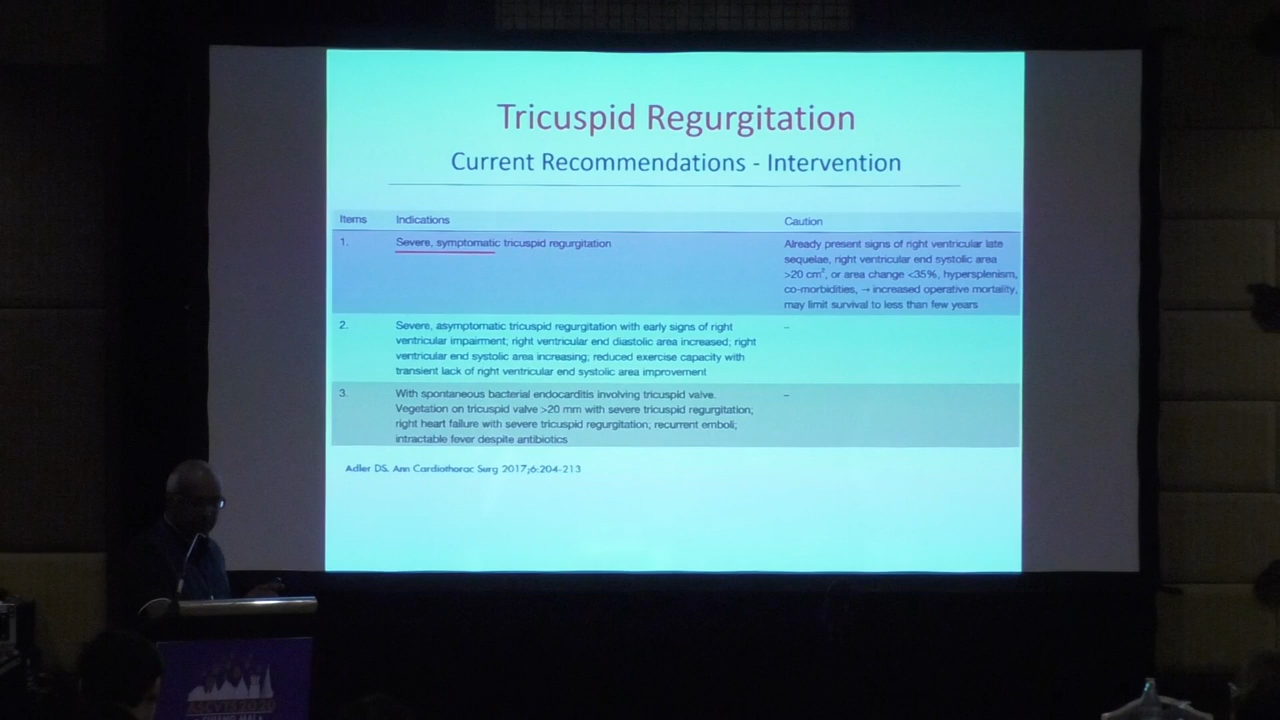 Tricuspid Regurgitation
Current Recommendations - Intervention
Items Indications Caution
1. Severe, symptomatic tricuspid regurgitation
Already present signs of right ventricular late
sequelae, right ventricular end systolic area
>20 cm², or area change <35%, hypersplenism,
co-morbidities, → increased operative mortality,
may limit survival to less than few years
2. Severe, asymptomatic tricuspid regurgitation with early signs of right
ventricular impairment; right ventricular end diastolic area increased; right
ventricular end systolic area increasing; reduced exercise capacity with
transient lack of right ventricular end systolic area improvement
–
3. With spontaneous bacterial endocarditis involving tricuspid valve.
Vegetation on tricuspid valve >20 mm with severe tricuspid regurgitation;
right heart failure with severe tricuspid regurgitation; recurrent emboli;
intractable fever despite antibiotics
–
Adler DS. Ann Cardiothorac Surg 2017;6:204-213
ASCVTS2020
CHIANG MAI